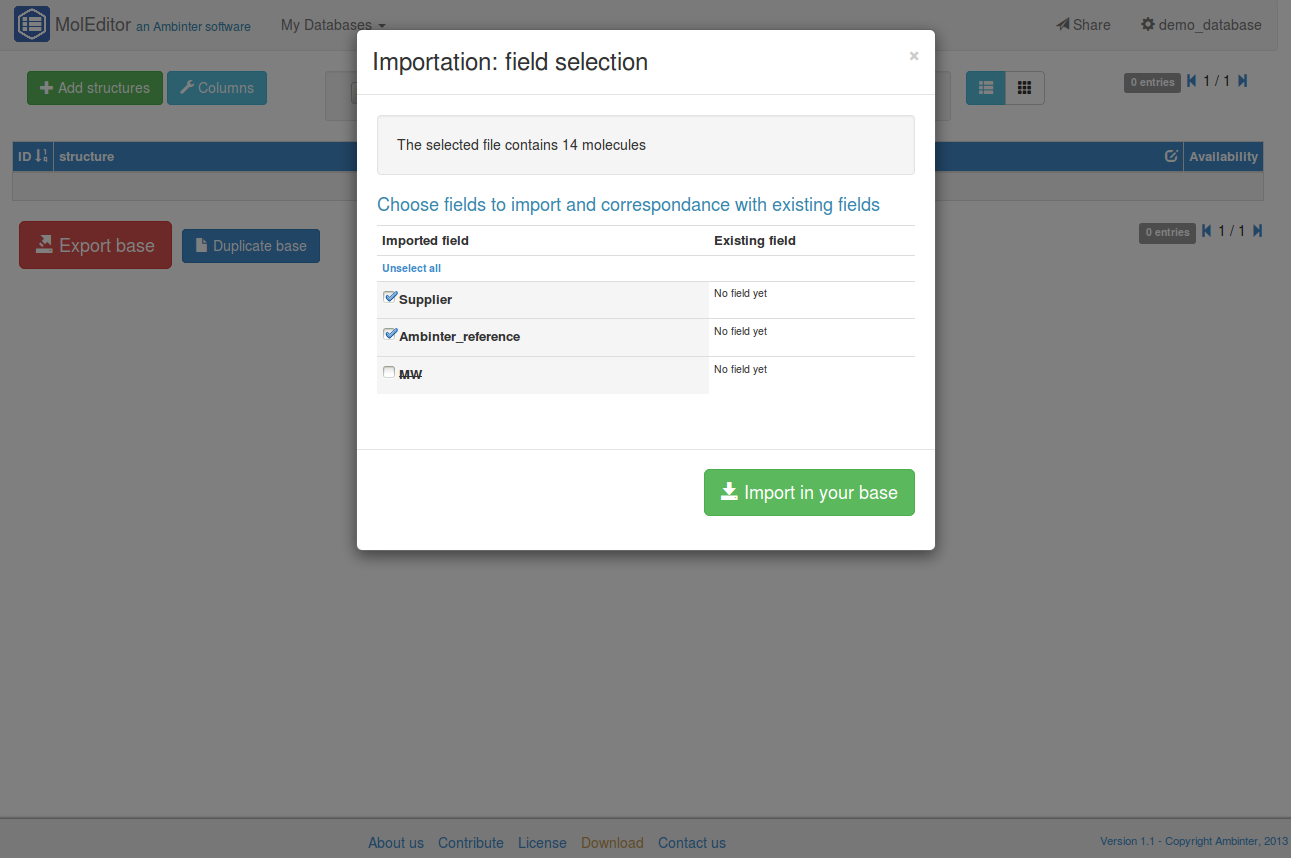 MolEditor an Ambinter software My Databases Share demo_database
Importation: field selection ×
Add structures Columns 0 entries 1 / 1
The selected file contains 14 molecules
ID structure Availability
Choose fields to import and correspondance with existing fields
Export base Duplicate base 0 entries 1 / 1
Imported field Existing field
Unselect all
Supplier No field yet
Ambinter_reference No field yet
MW No field yet
Import in your base
About us Contribute License Download Contact us Version 1.1 - Copyright Ambinter, 2013